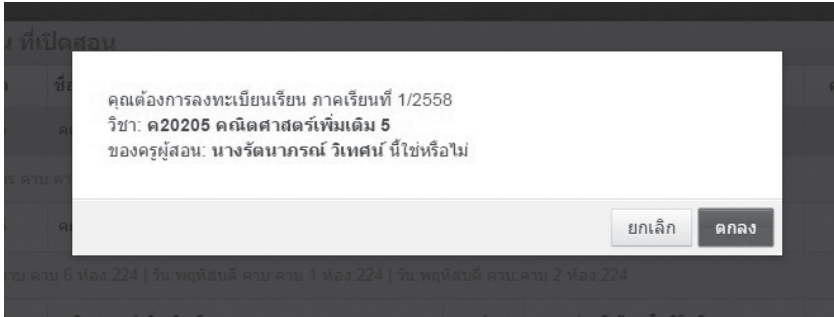 ที่เปิดสอน
คุณต้องการลงทะเบียนเรียน ภาคเรียนที่ 1/2558
วิชา: ค20205 คณิตศาสตร์เพิ่มเติม 5
ของครูผู้สอน: นางรัตนาภรณ์ วิเทศน์ นี้ใช่หรือไม่
ยกเลิก ตกลง
คาบ 6 ห้อง:224 | วัน:พฤหัสบดี คาบ:คาบ 1 ห้อง:224 | วัน:พฤหัสบดี คาบ:คาบ 2 ห้อง:224